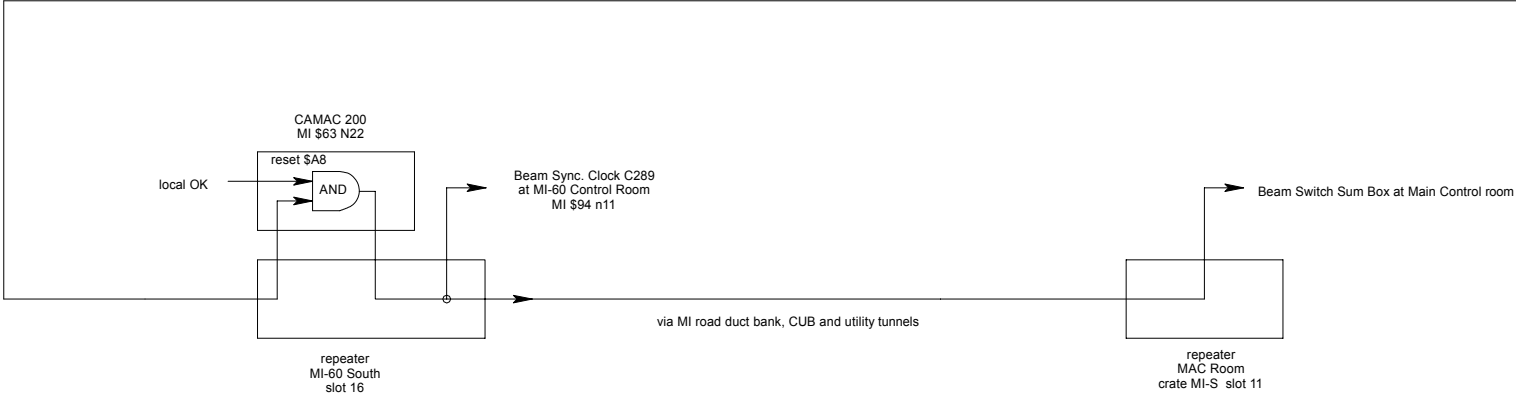 CAMAC 200
MI $63 N22
reset $A8
local OK
AND
Beam Sync. Clock C289
at MI-60 Control Room
MI $94 n11
Beam Switch Sum Box at Main Control room
via MI road duct bank, CUB and utility tunnels
repeater
MI-60 South
slot 16
repeater
MAC Room
crate MI-S slot 11